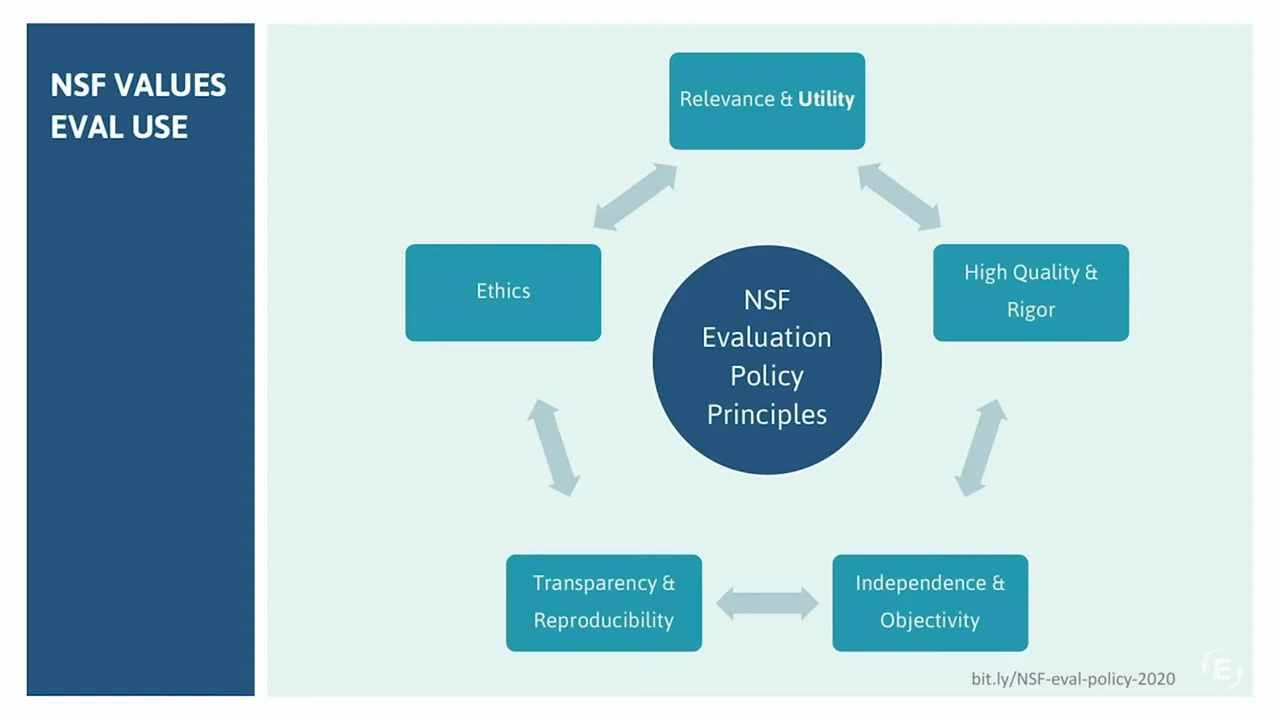 NSF VALUES
EVAL USE
Relevance & Utility
Ethics
High Quality &
Rigor
NSF
Evaluation
Policy
Principles
Transparency &
Reproducibility
Independence &
Objectivity
bit.ly/NSF-eval-policy-2020
E